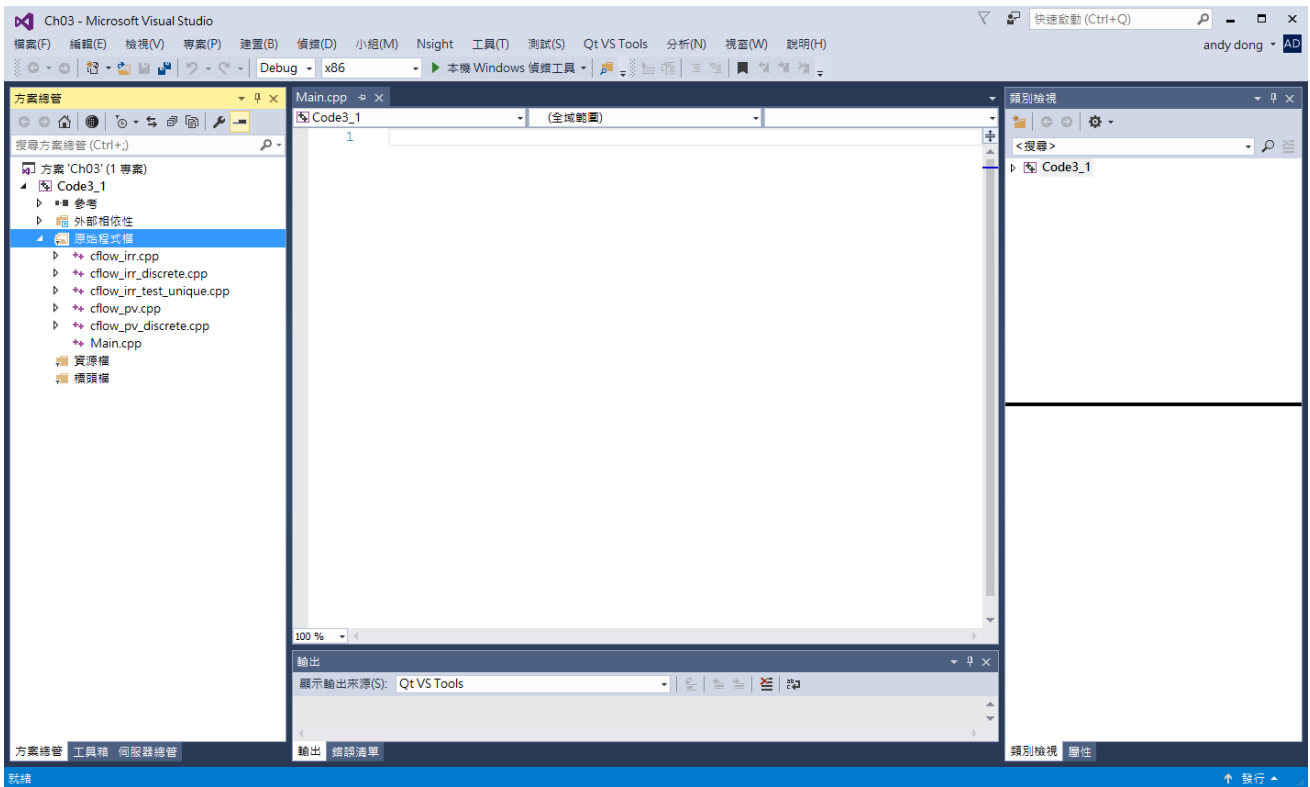 Ch03 - Microsoft Visual Studio
快速啟動 (Ctrl+Q)
檔案(F) 編輯(E) 檢視(V) 專案(P) 建置(B) 偵錯(D) 小組(M) Nsight 工具(T) 測試(S) Qt VS Tools 分析(N) 視窗(W) 說明(H)
andy dong AD
Debug x86 本機 Windows 偵錯工具
方案總管
搜尋方案總管 (Ctrl+;)
方案 'Ch03' (1 專案)
Code3_1
參考
外部相依性
原始程式檔
cflow_irr.cpp
cflow_irr_discrete.cpp
cflow_irr_test_unique.cpp
cflow_pv.cpp
cflow_pv_discrete.cpp
Main.cpp
資源檔
標頭檔
方案總管 工具箱 伺服器總管
Main.cpp
Code3_1 (全域範圍)
1
100 %
輸出
顯示輸出來源(S): Qt VS Tools
輸出 錯誤清單
類別檢視
<搜尋>
Code3_1
類別檢視 屬性
就緒
發行